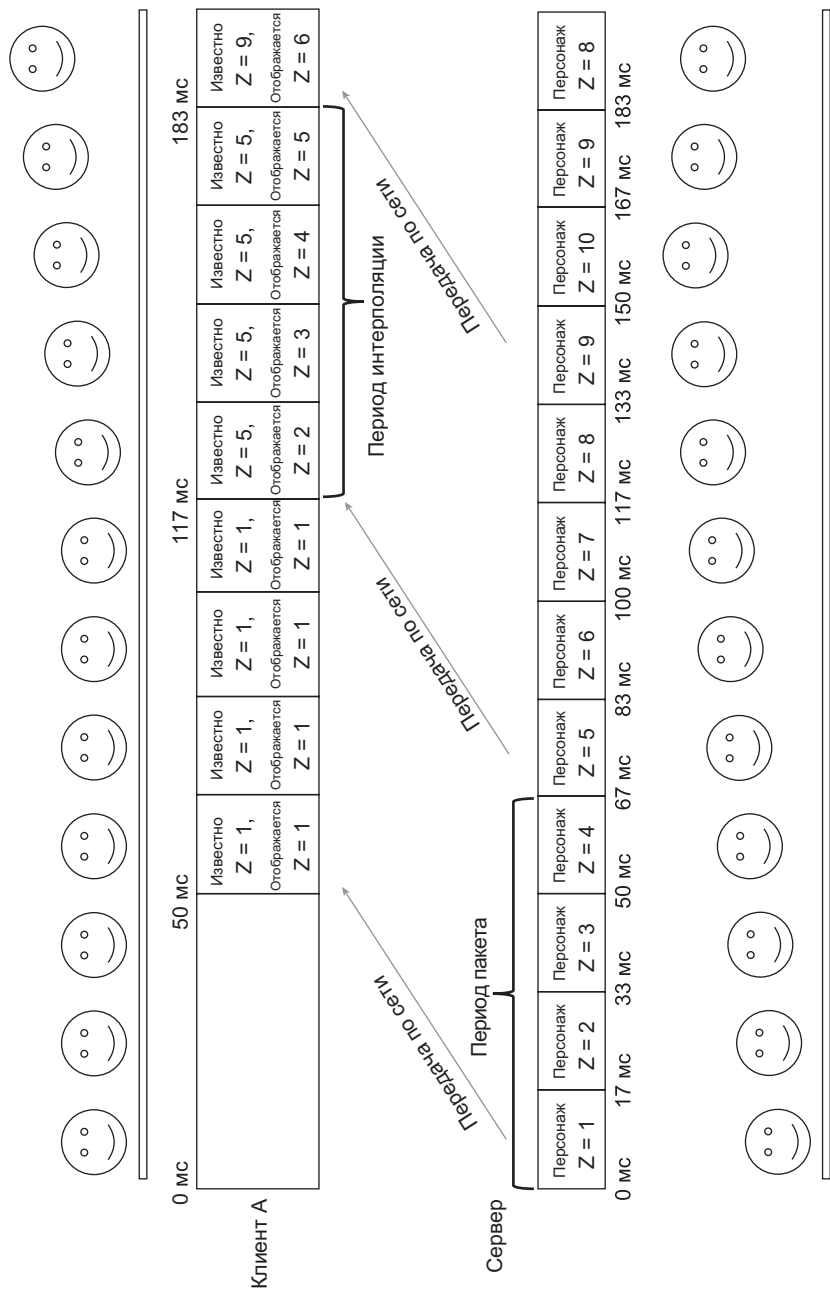 0 мс
50 мс
117 мс
183 мс
Клиент А
Известно
Z = 1,
Отображается
Z = 1
Известно
Z = 1,
Отображается
Z = 1
Известно
Z = 1,
Отображается
Z = 1
Известно
Z = 1,
Отображается
Z = 1
Известно
Z = 5,
Отображается
Z = 2
Известно
Z = 5,
Отображается
Z = 3
Известно
Z = 5,
Отображается
Z = 4
Известно
Z = 5,
Отображается
Z = 5
Известно
Z = 9,
Отображается
Z = 6
Период интерполяции
Передача по сети
Передача по сети
Передача по сети
Период пакета
Сервер
Персонаж
Z = 1
Персонаж
Z = 2
Персонаж
Z = 3
Персонаж
Z = 4
Персонаж
Z = 5
Персонаж
Z = 6
Персонаж
Z = 7
Персонаж
Z = 8
Персонаж
Z = 9
Персонаж
Z = 10
Персонаж
Z = 9
Персонаж
Z = 8
0 мс
17 мс
33 мс
50 мс
67 мс
83 мс
100 мс
117 мс
133 мс
150 мс
167 мс
183 мс